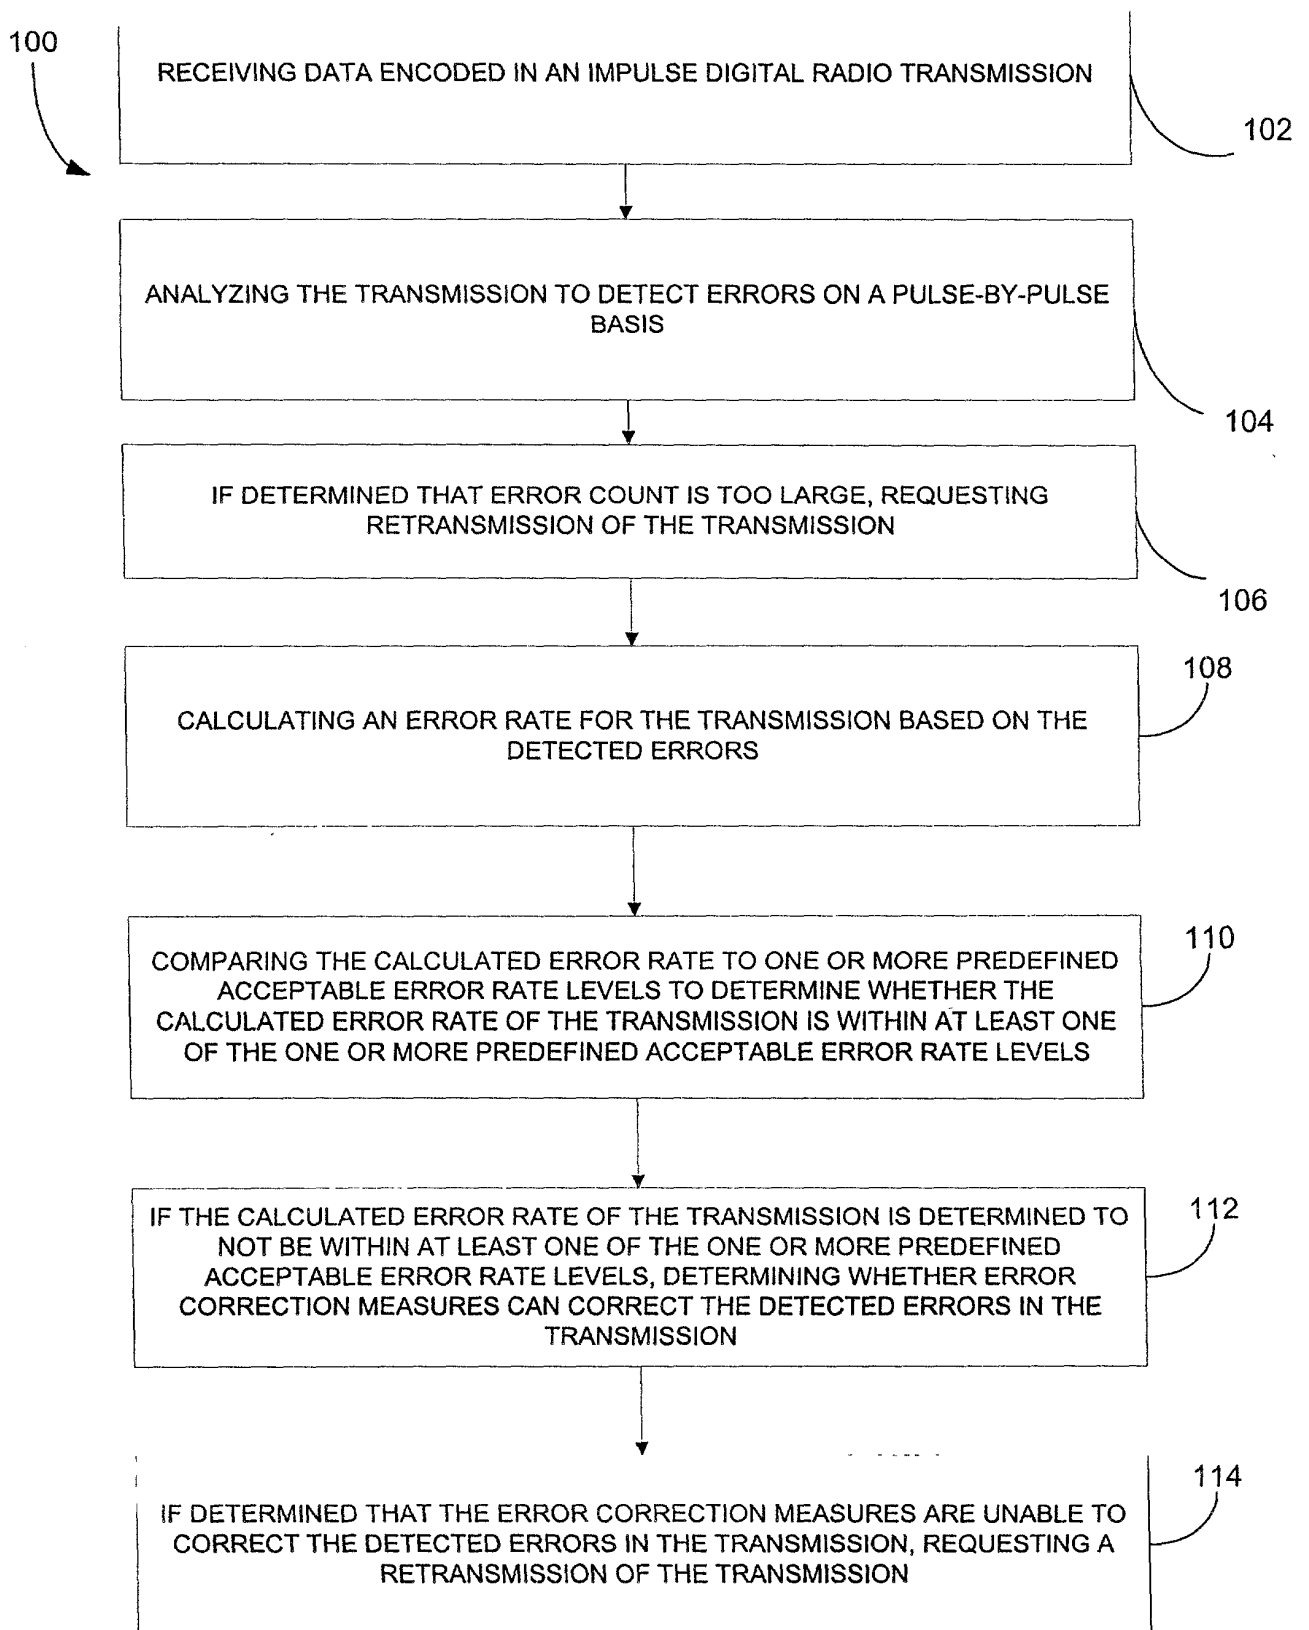 100
RECEIVING DATA ENCODED IN AN IMPULSE DIGITAL RADIO TRANSMISSION
102
ANALYZING THE TRANSMISSION TO DETECT ERRORS ON A PULSE-BY-PULSE
BASIS
104
IF DETERMINED THAT ERROR COUNT IS TOO LARGE, REQUESTING
RETRANSMISSION OF THE TRANSMISSION
106
108
CALCULATING AN ERROR RATE FOR THE TRANSMISSION BASED ON THE
DETECTED ERRORS
110
COMPARING THE CALCULATED ERROR RATE TO ONE OR MORE PREDEFINED
ACCEPTABLE ERROR RATE LEVELS TO DETERMINE WHETHER THE
CALCULATED ERROR RATE OF THE TRANSMISSION IS WITHIN AT LEAST ONE
OF THE ONE OR MORE PREDEFINED ACCEPTABLE ERROR RATE LEVELS
112
IF THE CALCULATED ERROR RATE OF THE TRANSMISSION IS DETERMINED TO
NOT BE WITHIN AT LEAST ONE OF THE ONE OR MORE PREDEFINED
ACCEPTABLE ERROR RATE LEVELS, DETERMINING WHETHER ERROR
CORRECTION MEASURES CAN CORRECT THE DETECTED ERRORS IN THE
TRANSMISSION
114
IF DETERMINED THAT THE ERROR CORRECTION MEASURES ARE UNABLE TO
CORRECT THE DETECTED ERRORS IN THE TRANSMISSION, REQUESTING A
RETRANSMISSION OF THE TRANSMISSION